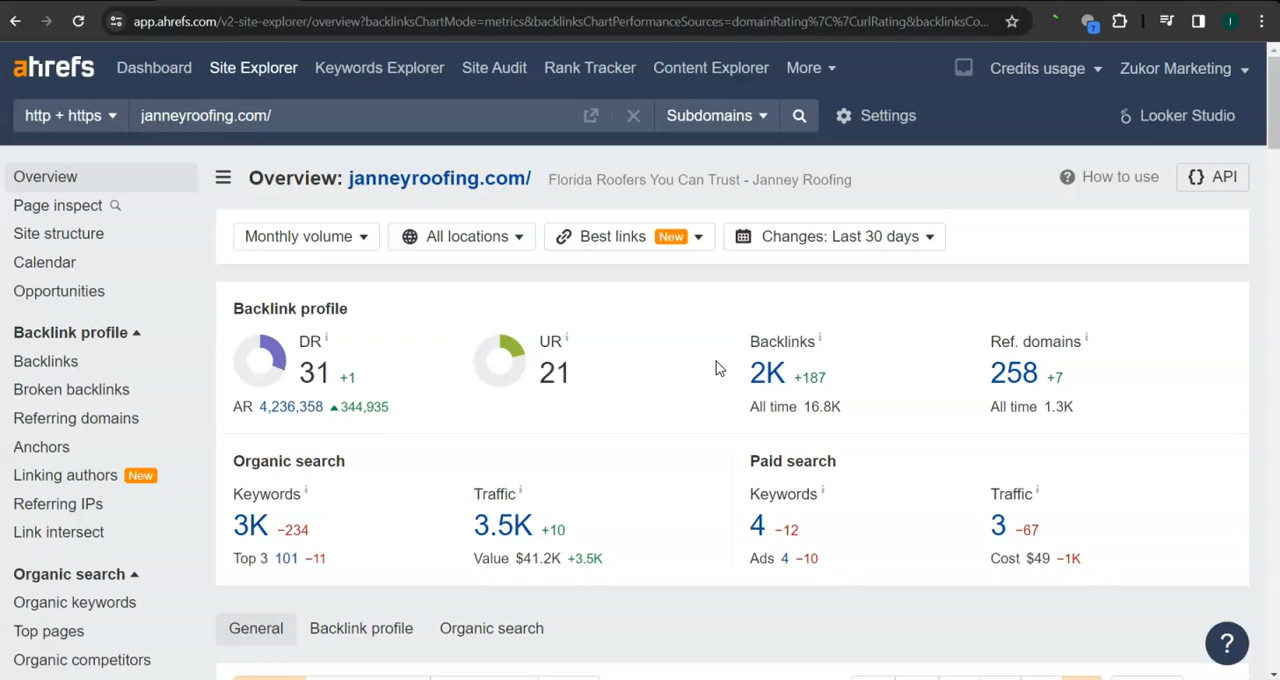 app.ahrefs.com/v2-site-explorer/overview?backlinksChartMode=metrics&backlinksChartPerformanceSources=domainRating%7C%7CurlRating&backlinksCo...
7
I
ahrefs Dashboard Site Explorer Keywords Explorer Site Audit Rank Tracker Content Explorer More Credits usage Zukor Marketing
http + https janneyroofing.com/ Subdomains Settings Looker Studio
Overview
Page inspect
Site structure
Calendar
Opportunities
Backlink profile
Backlinks
Broken backlinks
Referring domains
Anchors
Linking authors New
Referring IPs
Link intersect
Organic search
Organic keywords
Top pages
Organic competitors
Overview: janneyroofing.com/ Florida Roofers You Can Trust - Janney Roofing How to use {} API
Monthly volume All locations Best links New Changes: Last 30 days
Backlink profile
DR i UR i Backlinks i Ref. domains i
31 +1 21 2K +187 258 +7
AR 4,236,358 ▲344,935 All time 16.8K All time 1.3K
Organic search Paid search
Keywords i Traffic i Keywords i Traffic i
3K −234 3.5K +10 4 −12 3 −67
Top 3 101 −11 Value $41.2K +3.5K Ads 4 −10 Cost $49 −1K
General Backlink profile Organic search
?